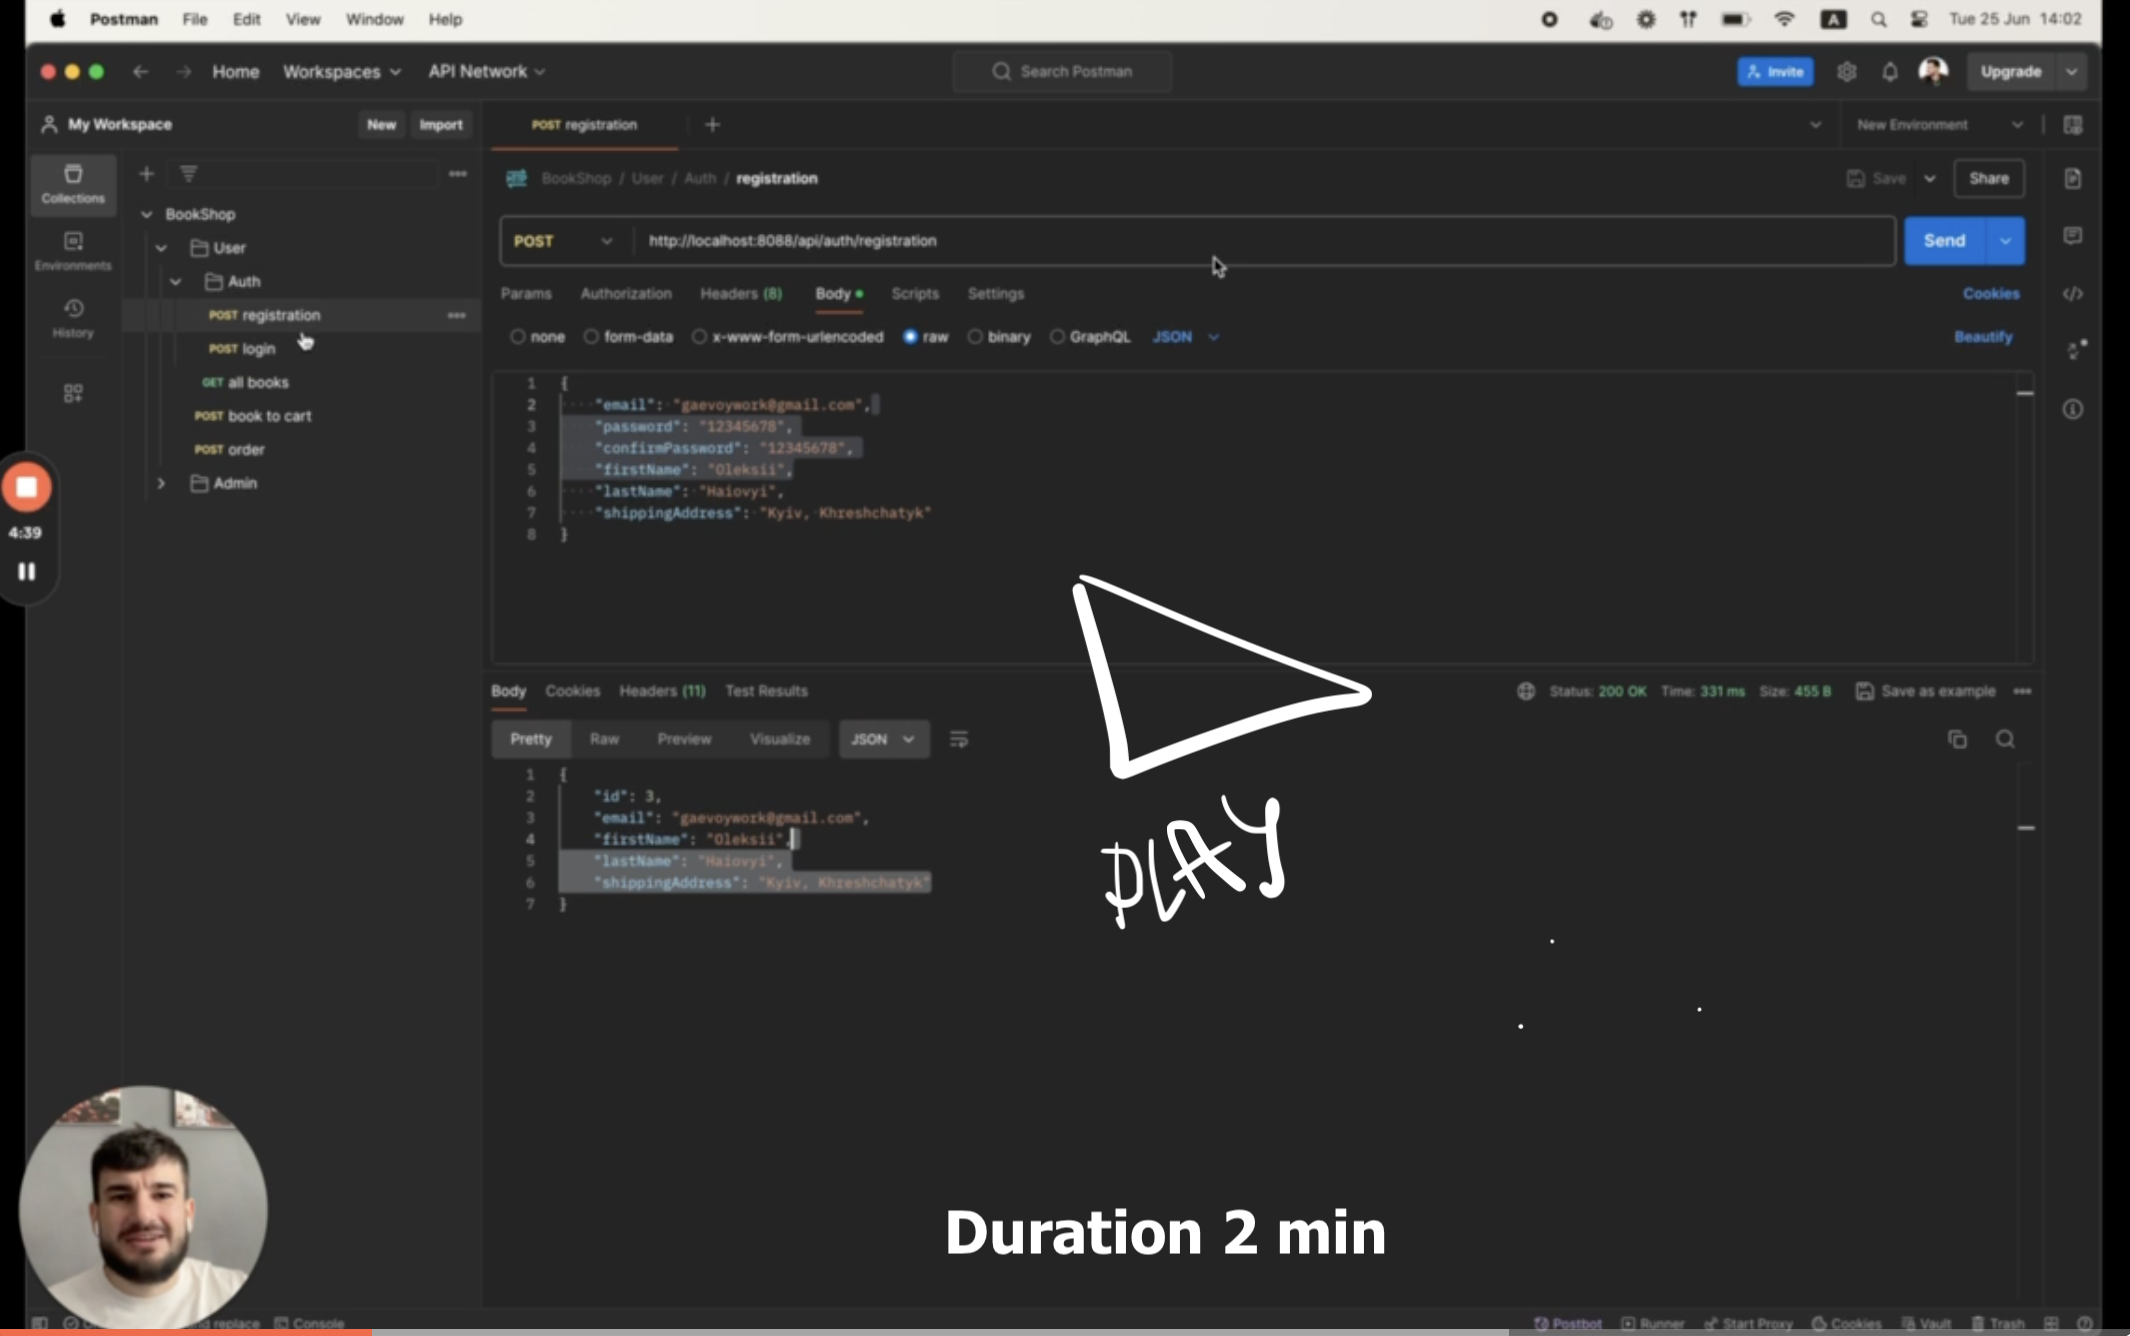 Postman File Edit View Window Help
A Tue 25 Jun 14:02
Home Workspaces API Network
Search Postman
Invite
Upgrade
My Workspace
New Import
POST registration
New Environment
Collections
BookShop / User / Auth / registration
Save
Share
BookShop
User
Environments
POST http://localhost:8088/api/auth/registration
Send
Auth
Params Authorization Headers (8) Body Scripts Settings
Cookies
POST registration
History
none form-data x-www-form-urlencoded raw binary GraphQL JSON
Beautify
POST login
GET all books
POST book to cart
POST order
Admin
1 {
2 "email": "gaevoywork@gmail.com",
3 "password": "12345678",
4 "confirmPassword": "12345678",
5 "firstName": "Oleksii",
6 "lastName": "Haiovyi",
7 "shippingAddress": "Kyiv, Khreshchatyk"
8 }
4:39
Body Cookies Headers (11) Test Results
Status: 200 OK Time: 331 ms Size: 455 B Save as example
Pretty Raw Preview Visualize JSON
1 {
2 "id": 3,
3 "email": "gaevoywork@gmail.com",
4 "firstName": "Oleksii",
5 "lastName": "Haiovyi",
6 "shippingAddress": "Kyiv, Khreshchatyk"
7 }
PLAY
Duration 2 min
replace Console
Postbot Runner Start Proxy Cookies Vault Trash